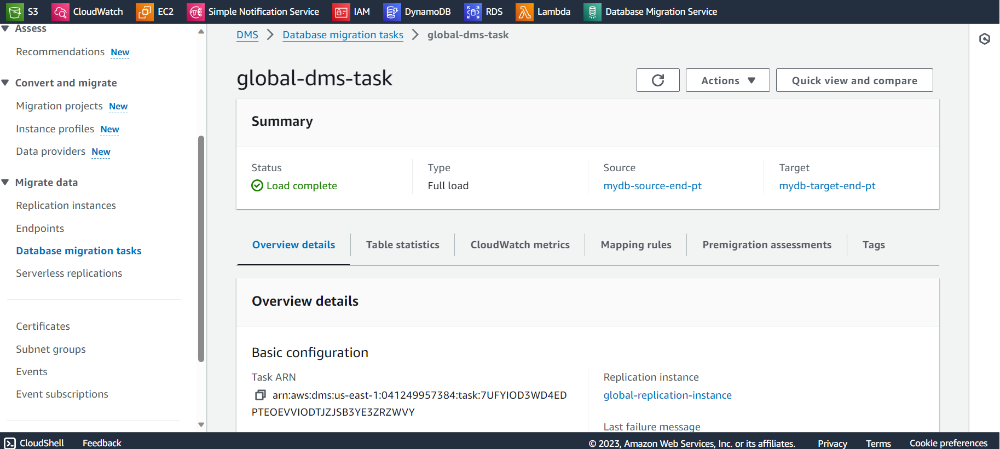 S3 CloudWatch EC2 Simple Notification Service IAM DynamoDB RDS Lambda Database Migration Service
Assess
Recommendations New
Convert and migrate
Migration projects New
Instance profiles New
Data providers New
Migrate data
Replication instances
Endpoints
Database migration tasks
Serverless replications
Certificates
Subnet groups
Events
Event subscriptions
DMS Database migration tasks global-dms-task
global-dms-task
Actions Quick view and compare
Summary
Status
Load complete
Type
Full load
Source
mydb-source-end-pt
Target
mydb-target-end-pt
Overview details Table statistics CloudWatch metrics Mapping rules Premigration assessments Tags
Overview details
Basic configuration
Task ARN
arn:aws:dms:us-east-1:041249957384:task:7UFYIOD3WD4ED
PTEOEVVIODTJZJSB3YE3ZRZWVY
Replication instance
global-replication-instance
Last failure message
CloudShell Feedback © 2023, Amazon Web Services, Inc. or its affiliates. Privacy Terms Cookie preferences